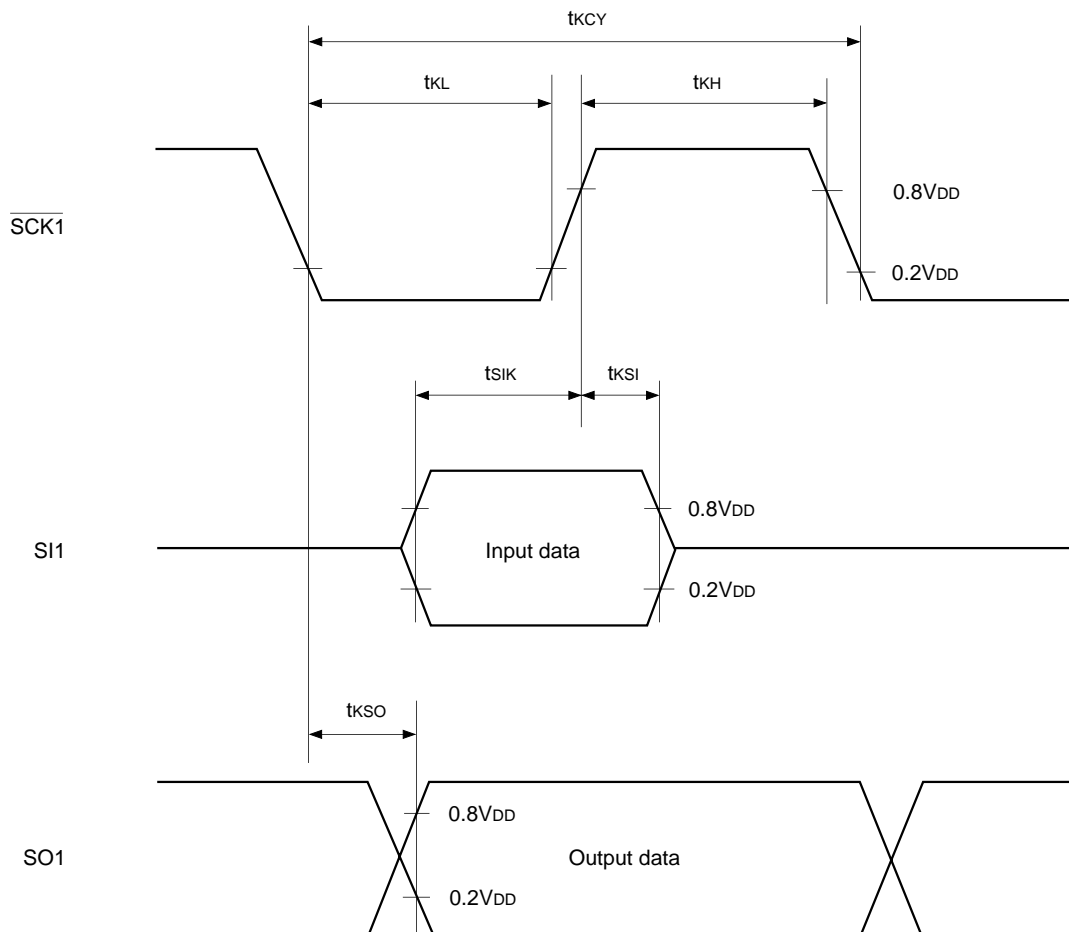 tKCY
tKL
tKH
0.8VDD
SCK1
0.2VDD
tSIK
tKSI
0.8VDD
SI1
Input data
0.2VDD
tKSO
0.8VDD
SO1
Output data
0.2VDD